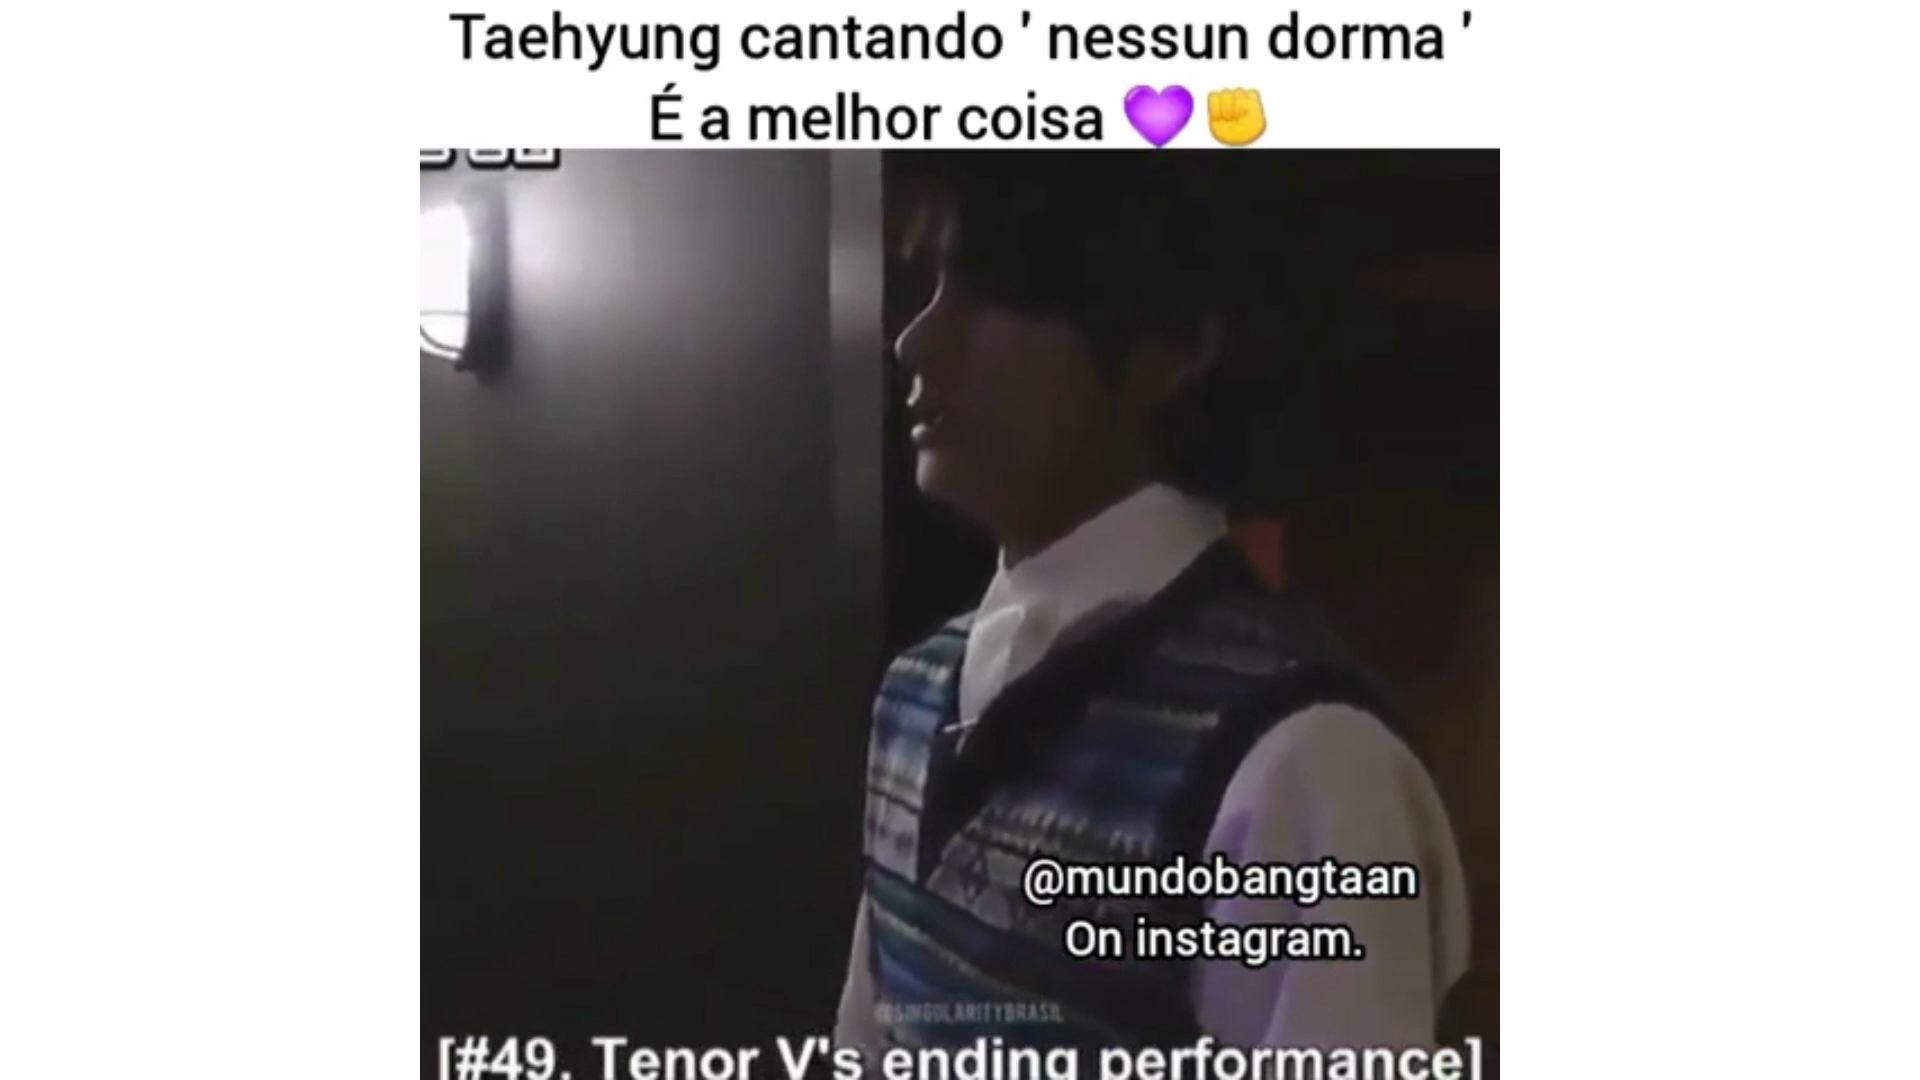 Taehyung cantando ' nessun dorma '
É a melhor coisa 💜✊
@mundobangtaan
On instagram.
[#49. Tenor V's ending performance]